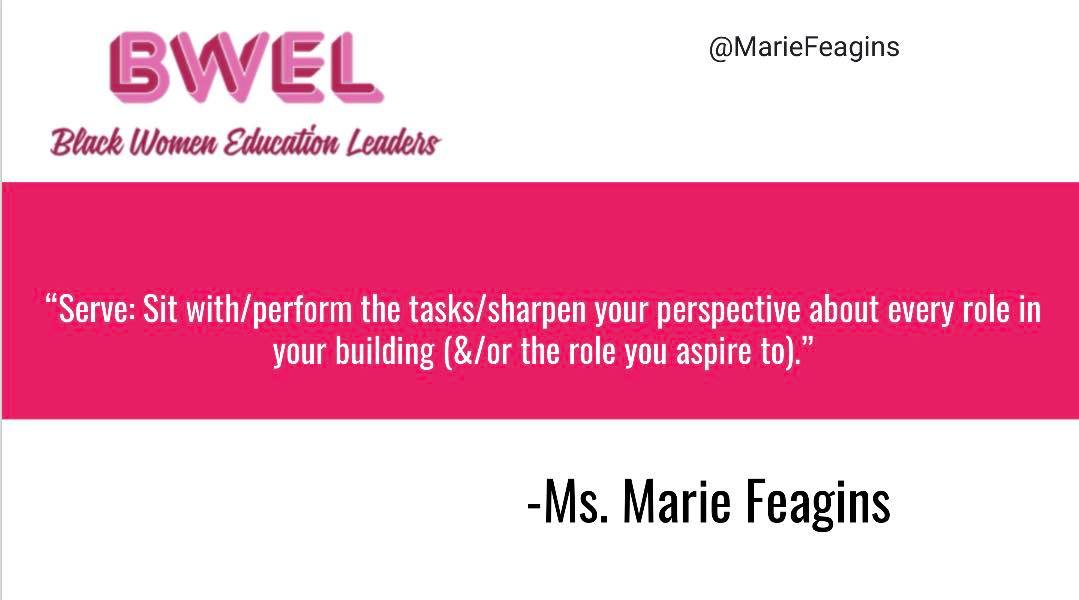 BWEL
@MarieFeagins
Black Women Education Leaders
“Serve: Sit with/perform the tasks/sharpen your perspective about every role in
your building (&/or the role you aspire to).”
-Ms. Marie Feagins